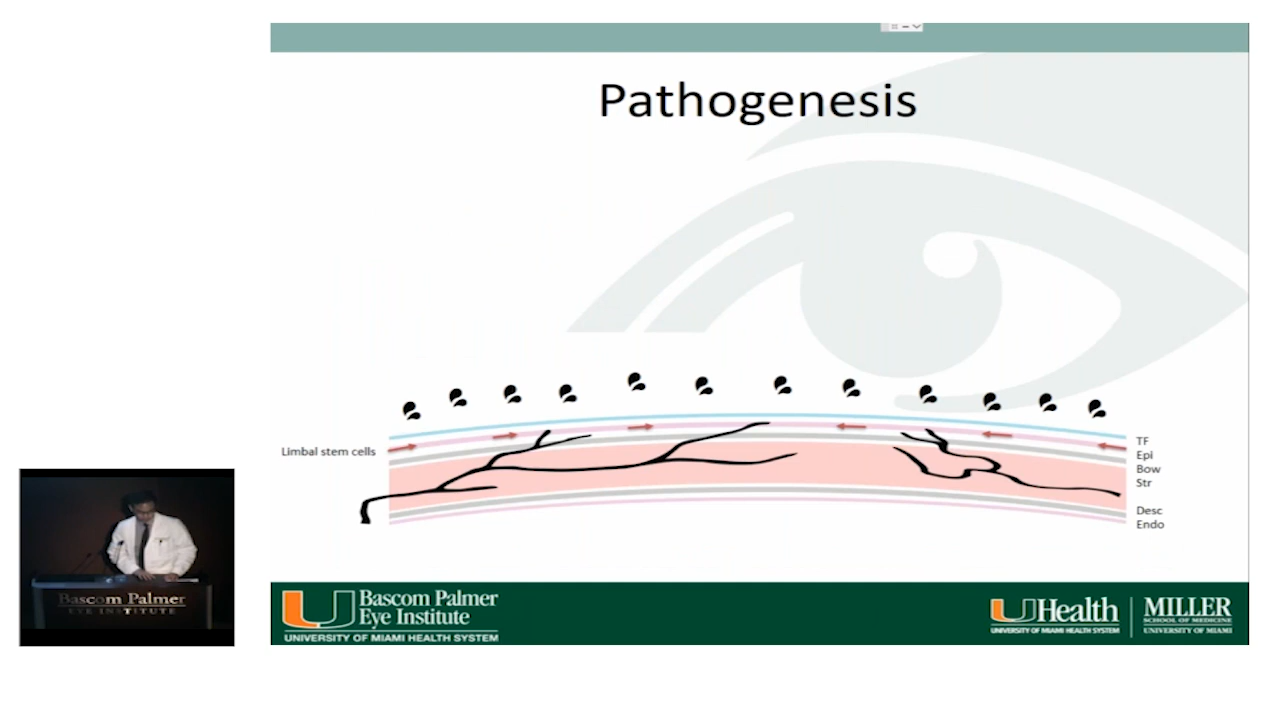 Pathogenesis
Limbal stem cells
TF
Epi
Bow
Str
Desc
Endo
Bascom Palmer
EYE INSTITUTE
Bascom Palmer
Eye Institute
UNIVERSITY OF MIAMI HEALTH SYSTEM
UHealth
UNIVERSITY OF MIAMI HEALTH SYSTEM
MILLER
SCHOOL OF MEDICINE
UNIVERSITY OF MIAMI